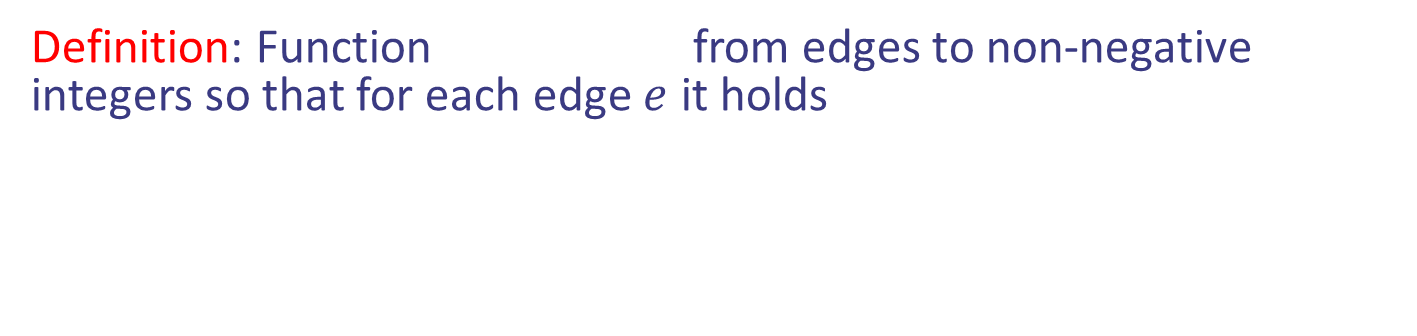 Definition: Function from edges to non-negative
integers so that for each edge e it holds